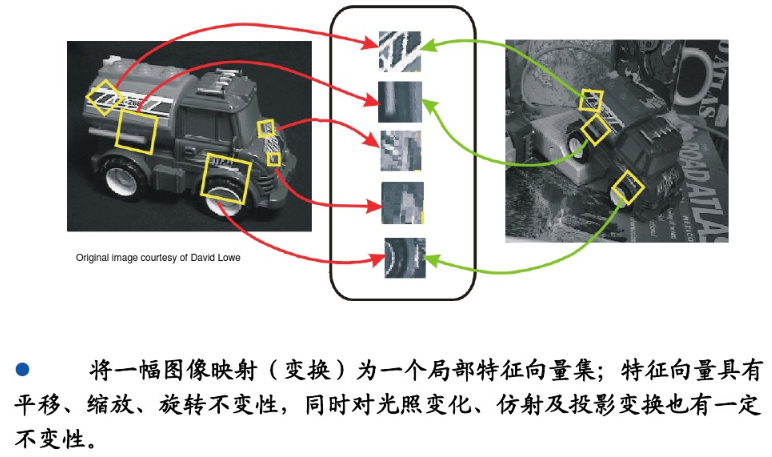 ROAD ATLAS
Original image courtesy of David Lowe
● 将一幅图像映射（变换）为一个局部特征向量集；特征向量具有
平移、缩放、旋转不变性，同时对光照变化、仿射及投影变换也有一定
不变性。